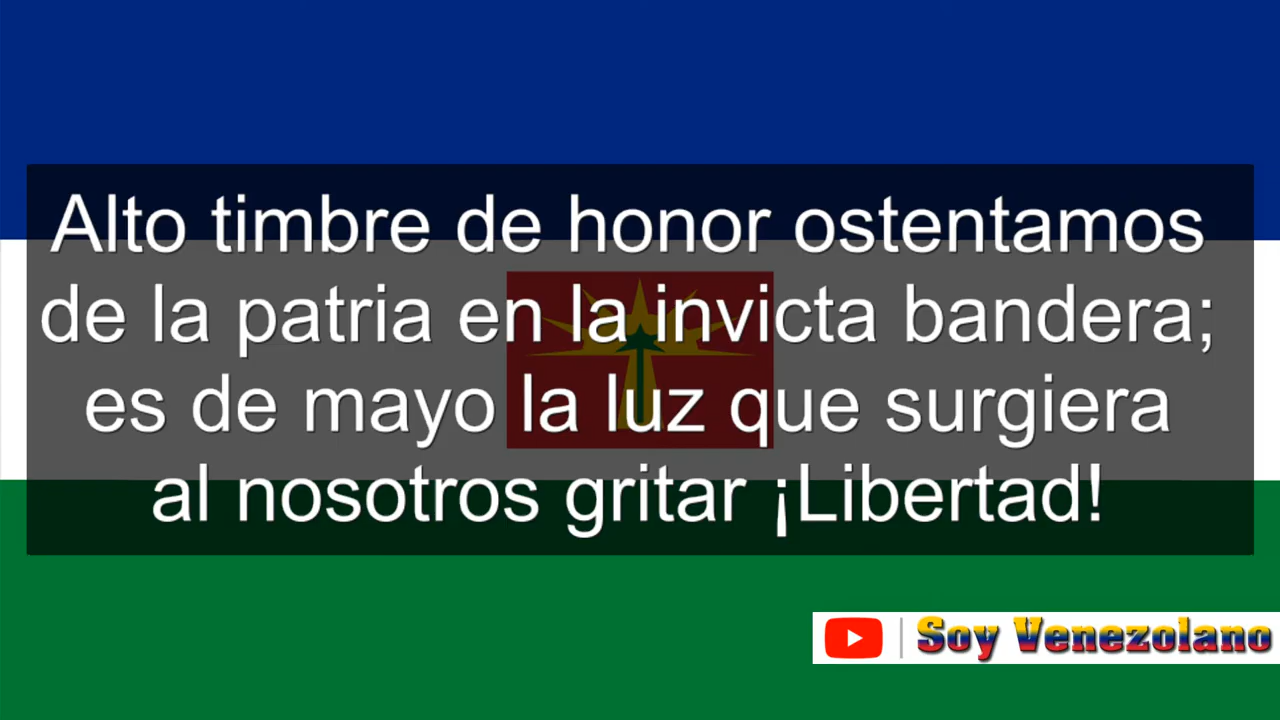 Alto timbre de honor ostentamos
de la patria en la invicta bandera;
es de mayo la luz que surgiera
al nosotros gritar ¡Libertad!
Soy Venezolano